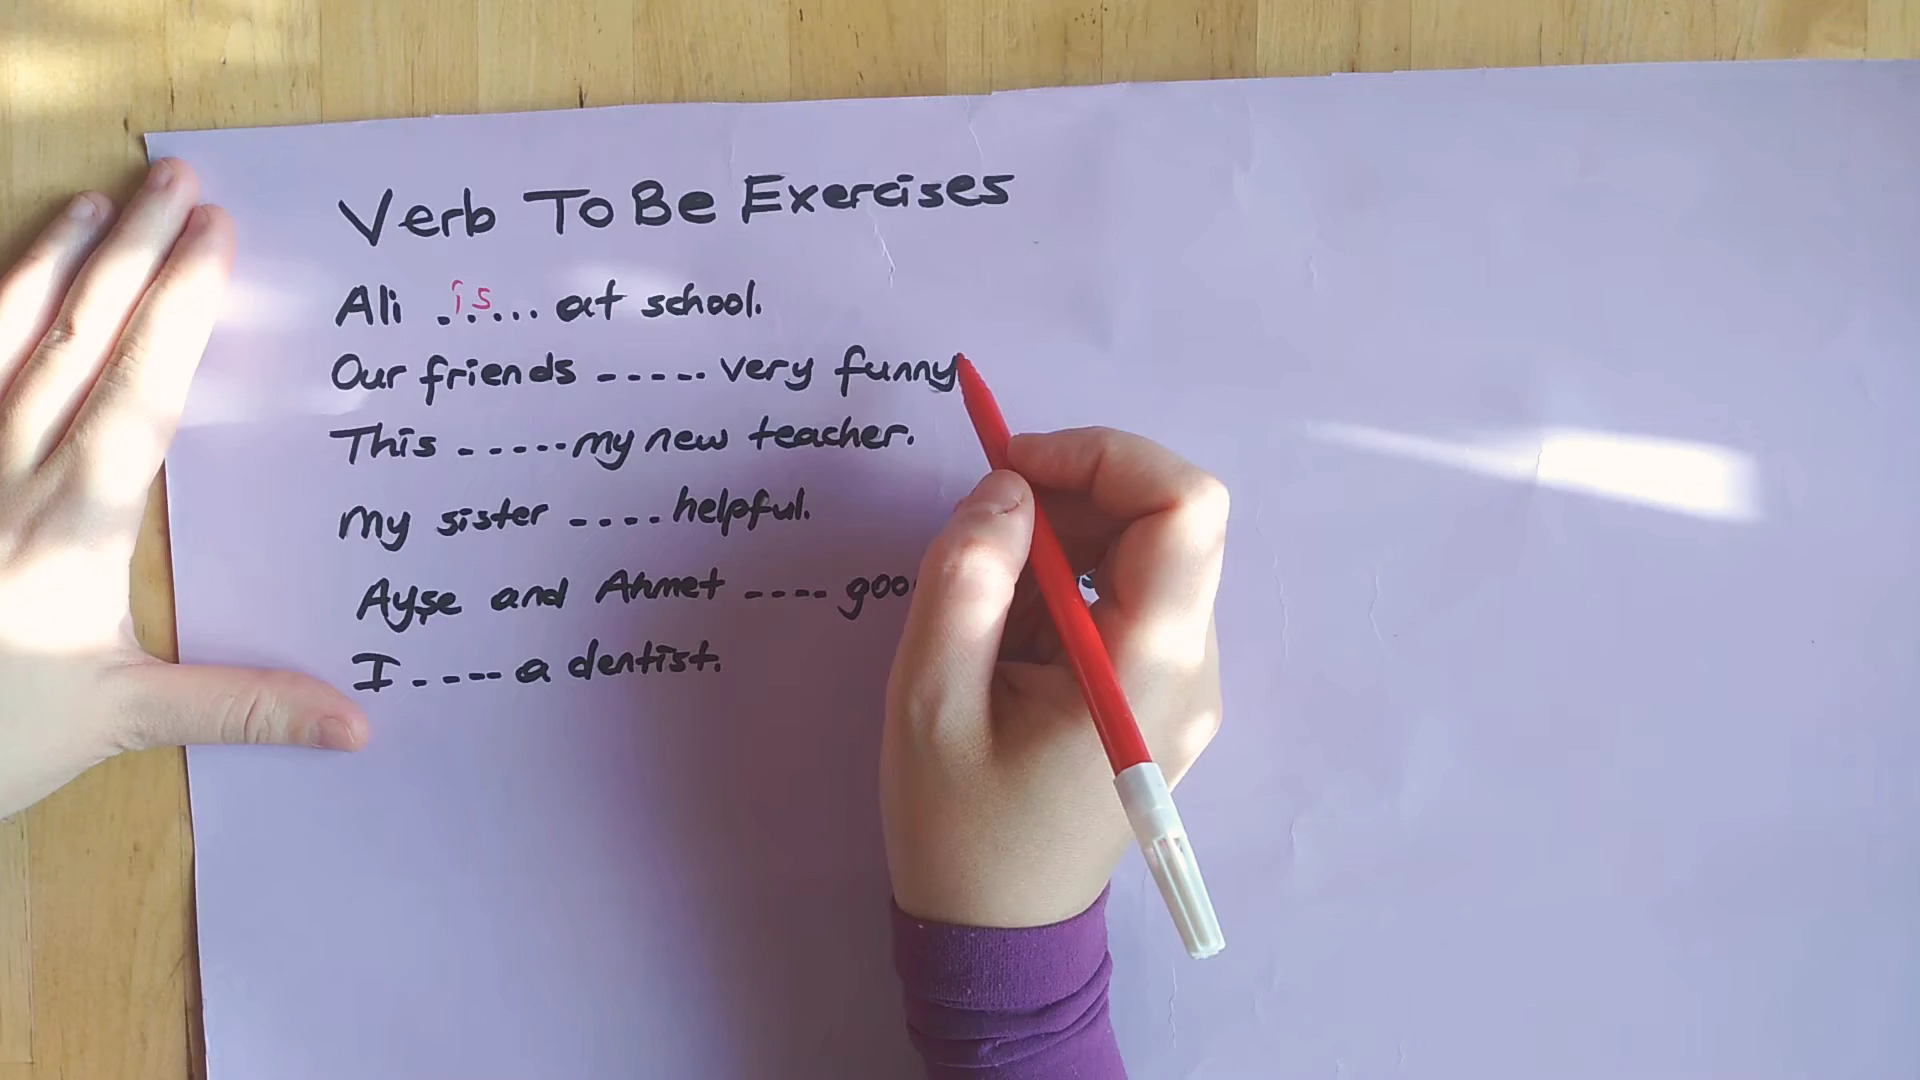 Verb To Be Exercises
Ali .is.... at school.
Our friends ----- very funny
This ----- my new teacher.
My sister ---- helpful.
Ayşe and Ahmet ----
I ---- a dentist.